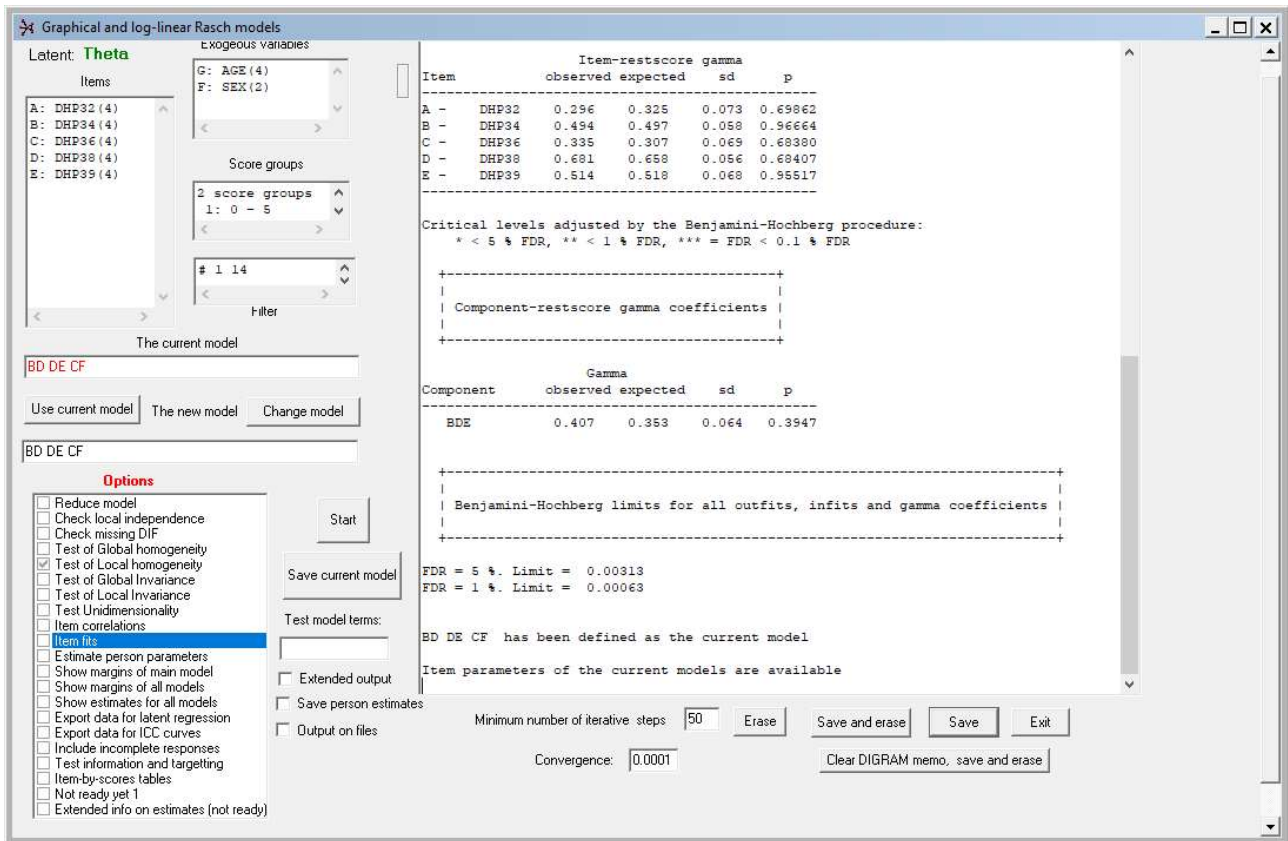 Graphical and log-linear Rasch models
Latent: Theta
Exogeous variables
G: AGE(4)
F: SEX(2)
Items
A: DHP32(4)
B: DHP34(4)
C: DHP36(4)
D: DHP38(4)
E: DHP39(4)
Score groups
2 score groups
1: 0 - 5
# 1 14
Filter
The current model
BD DE CF
Use current model
The new model
Change model
BD DE CF
Options
Reduce model
Check local independence
Check missing DIF
Test of Global homogeneity
Test of Local homogeneity
Test of Global Invariance
Test of Local Invariance
Test Unidimensionality
Item correlations
Item fits
Estimate person parameters
Show margins of main model
Show margins of all models
Show estimates for all models
Export data for latent regression
Export data for ICC curves
Include incomplete responses
Test information and targetting
Item-by-scores tables
Not ready yet 1
Extended info on estimates (not ready)
Start
Save current model
Test model terms:
Extended output
Save person estimates
Output on files
Item-restscore gamma
Item observed expected sd p
A - DHP32 0.296 0.325 0.073 0.69862
B - DHP34 0.494 0.497 0.058 0.96664
C - DHP36 0.335 0.307 0.069 0.68380
D - DHP38 0.681 0.658 0.056 0.68407
E - DHP39 0.514 0.518 0.068 0.95517
Critical levels adjusted by the Benjamini-Hochberg procedure:
* < 5 % FDR, ** < 1 % FDR, *** = FDR < 0.1 % FDR
Component-restscore gamma coefficients
Gamma
Component observed expected sd p
BDE 0.407 0.353 0.064 0.3947
Benjamini-Hochberg limits for all outfits, infits and gamma coefficients
FDR = 5 %. Limit = 0.00313
FDR = 1 %. Limit = 0.00063
BD DE CF has been defined as the current model
Item parameters of the current models are available
Minimum number of iterative steps
50
Erase
Save and erase
Save
Exit
Convergence:
0.0001
Clear DIGRAM memo, save and erase